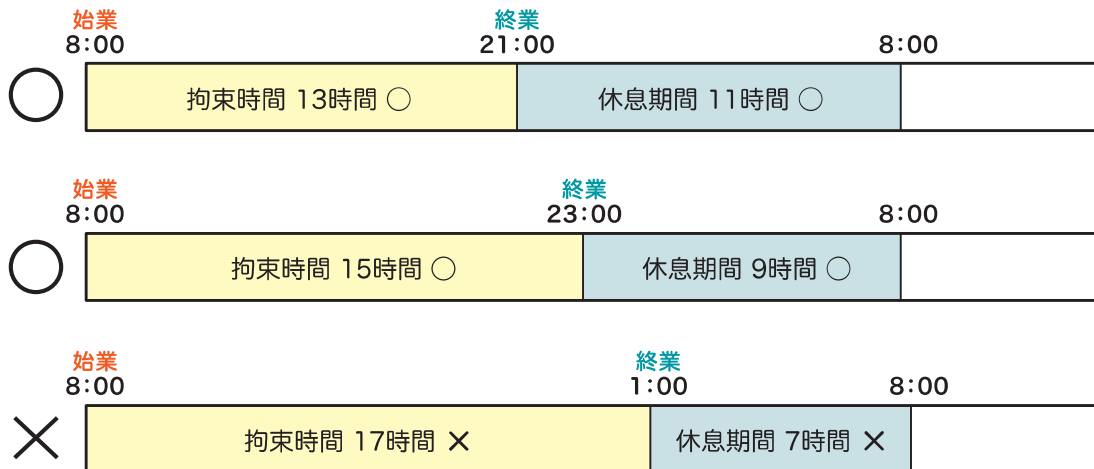 始業 終業
8:00 21:00 8:00
○ 拘束時間 13時間 ○ 休息期間 11時間 ○
始業 終業
8:00 23:00 8:00
○ 拘束時間 15時間 ○ 休息期間 9時間 ○
始業 終業
8:00 1:00 8:00
× 拘束時間 17時間 × 休息期間 7時間 ×